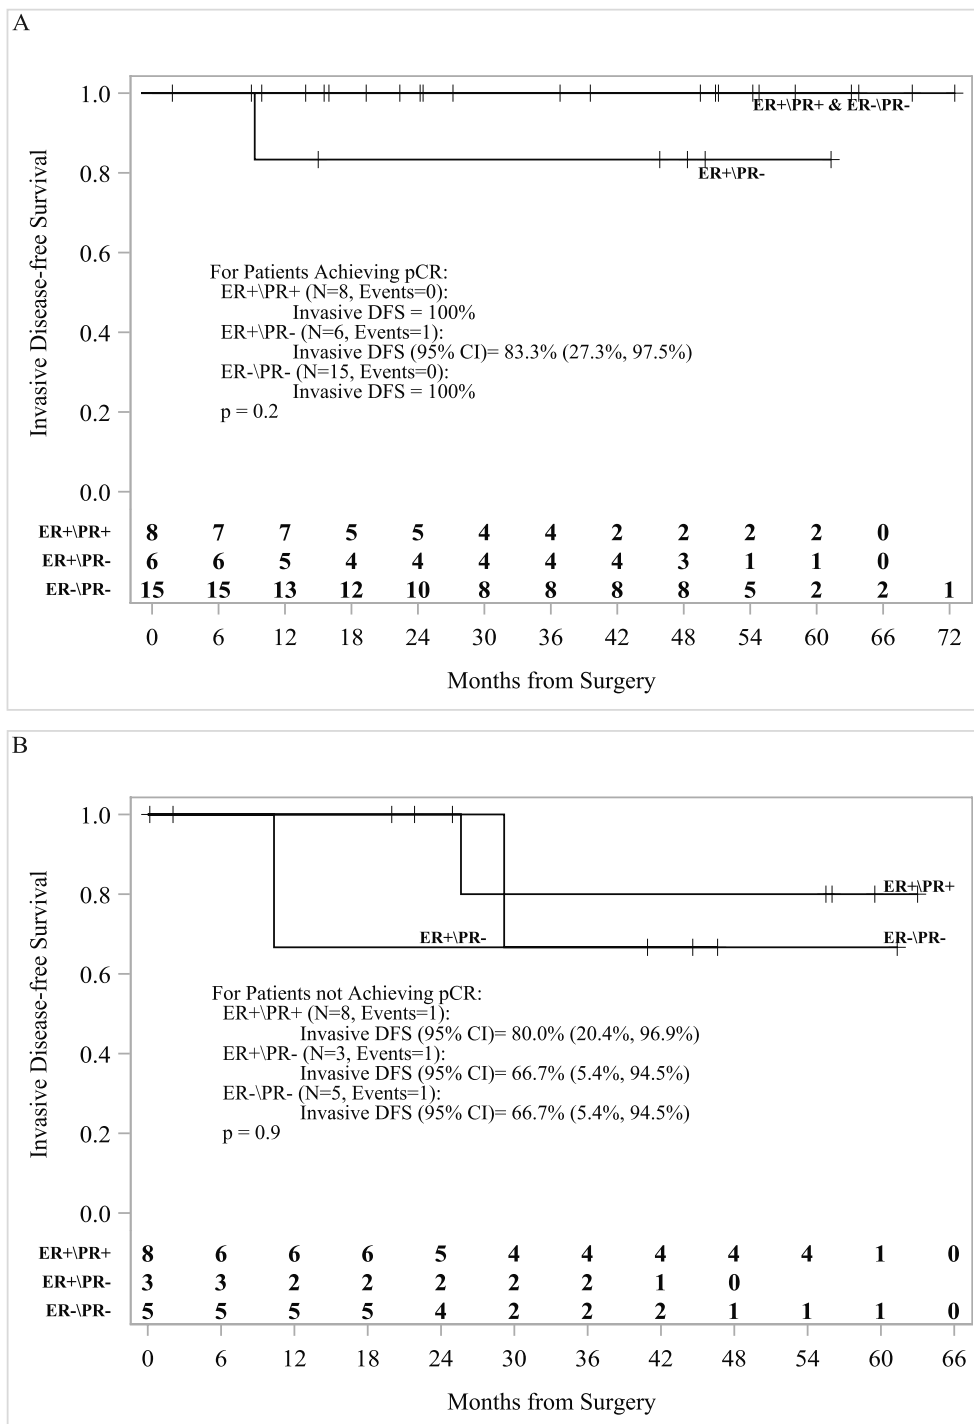 A
1.0
ER+\PR+ & ER-\PR-
0.8
ER+\PR-
0.6
For Patients Achieving pCR:
ER+\PR+ (N=8, Events=0):
Invasive DFS = 100%
0.4
ER+\PR- (N=6, Events=1):
Invasive DFS (95% CI)= 83.3% (27.3%, 97.5%)
ER-\PR- (N=15, Events=0):
Invasive DFS = 100%
0.2
p = 0.2
0.0
Invasive Disease-free Survival
ER+\PR+ 8 7 7 5 5 4 4 2 2 2 2 0
ER+\PR- 6 6 5 4 4 4 4 4 3 1 1 0
ER-\PR- 15 15 13 12 10 8 8 8 8 5 2 2 1
0 6 12 18 24 30 36 42 48 54 60 66 72
Months from Surgery
B
1.0
0.8
ER+\PR+
ER+\PR-
ER-\PR-
0.6
For Patients not Achieving pCR:
ER+\PR+ (N=8, Events=1):
Invasive DFS (95% CI)= 80.0% (20.4%, 96.9%)
0.4
ER+\PR- (N=3, Events=1):
Invasive DFS (95% CI)= 66.7% (5.4%, 94.5%)
ER-\PR- (N=5, Events=1):
Invasive DFS (95% CI)= 66.7% (5.4%, 94.5%)
0.2
p = 0.9
0.0
Invasive Disease-free Survival
ER+\PR+ 8 6 6 6 5 4 4 4 4 4 1 0
ER+\PR- 3 3 2 2 2 2 2 1 0
ER-\PR- 5 5 5 5 4 2 2 2 1 1 1 0
0 6 12 18 24 30 36 42 48 54 60 66
Months from Surgery